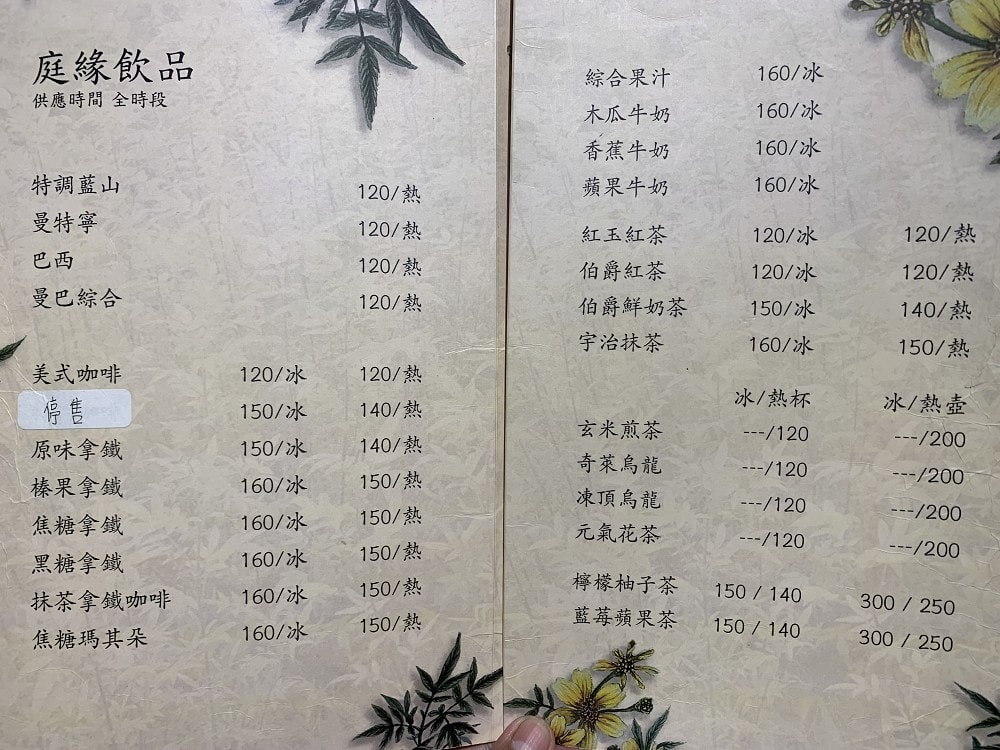 庭緣飲品
供應時間 全時段
特調藍山 120/熱
曼特寧 120/熱
巴西 120/熱
曼巴綜合 120/熱
美式咖啡 120/冰 120/熱
停售 150/冰 140/熱
原味拿鐵 150/冰 140/熱
榛果拿鐵 160/冰 150/熱
焦糖拿鐵 160/冰 150/熱
黑糖拿鐵 160/冰 150/熱
抹茶拿鐵咖啡 160/冰 150/熱
焦糖瑪其朵 160/冰 150/熱
綜合果汁 160/冰
木瓜牛奶 160/冰
香蕉牛奶 160/冰
蘋果牛奶 160/冰
紅玉紅茶 120/冰 120/熱
伯爵紅茶 120/冰 120/熱
伯爵鮮奶茶 150/冰 140/熱
宇治抹茶 160/冰 150/熱
冰/熱杯 冰/熱壺
玄米煎茶 ---/120 ---/200
奇萊烏龍 ---/120 ---/200
凍頂烏龍 ---/120 ---/200
元氣花茶 ---/120 ---/200
檸檬柚子茶 150 / 140 300 / 250
藍莓蘋果茶 150 / 140 300 / 250